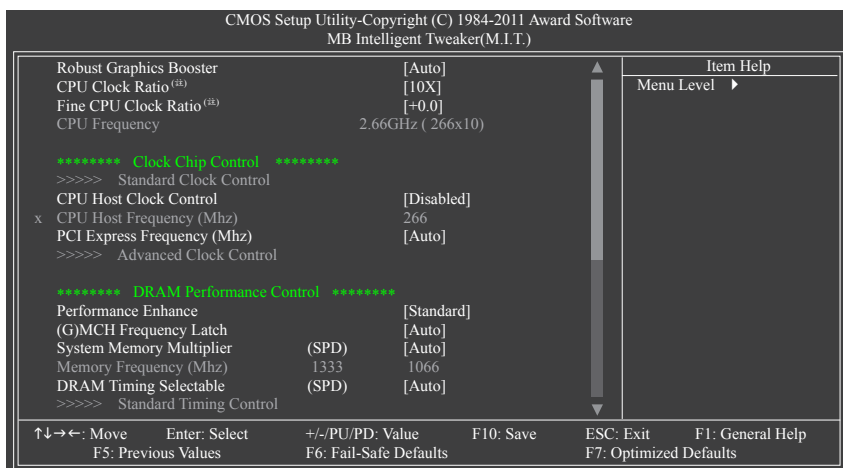 CMOS Setup Utility-Copyright (C) 1984-2011 Award Software
MB Intelligent Tweaker(M.I.T.)
Robust Graphics Booster [Auto]
CPU Clock Ratio (註) [10X]
Fine CPU Clock Ratio (註) [+0.0]
CPU Frequency 2.66GHz ( 266x10)
******** Clock Chip Control ********
>>>>> Standard Clock Control
CPU Host Clock Control [Disabled]
x CPU Host Frequency (Mhz) 266
PCI Express Frequency (Mhz) [Auto]
>>>>> Advanced Clock Control
******** DRAM Performance Control ********
Performance Enhance [Standard]
(G)MCH Frequency Latch [Auto]
System Memory Multiplier (SPD) [Auto]
Memory Frequency (Mhz) 1333 1066
DRAM Timing Selectable (SPD) [Auto]
>>>>> Standard Timing Control
Item Help
Menu Level ▶
↑↓→←: Move Enter: Select +/-/PU/PD: Value F10: Save ESC: Exit F1: General Help
F5: Previous Values F6: Fail-Safe Defaults F7: Optimized Defaults